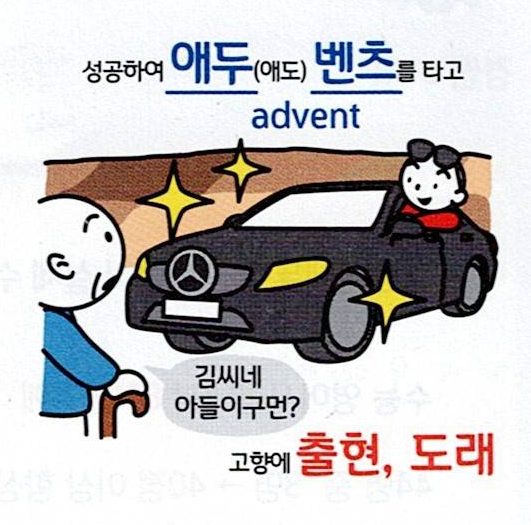 성공하여 애두(애도) 벤츠를 타고
advent
김씨네
아들이구먼?
고향에 출현, 도래